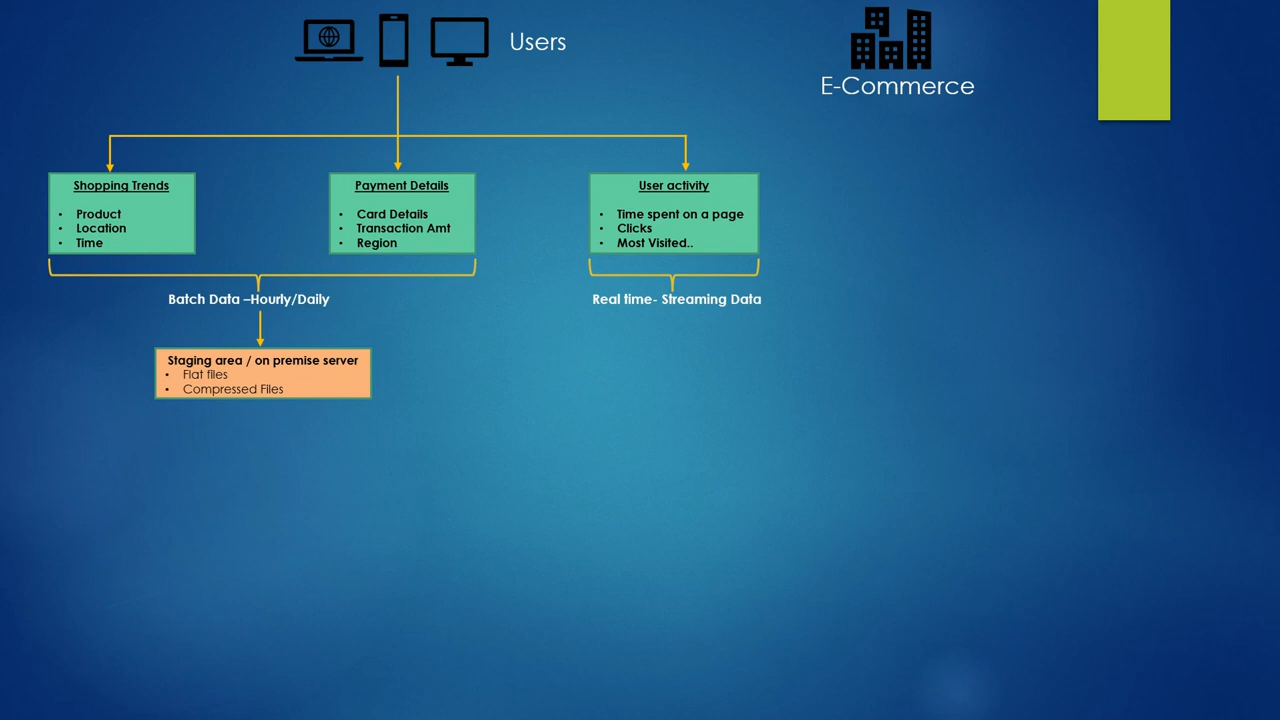 Users
E-Commerce
Shopping Trends
• Product
• Location
• Time
Payment Details
• Card Details
• Transaction Amt
• Region
User activity
• Time spent on a page
• Clicks
• Most Visited..
Batch Data –Hourly/Daily
Real time- Streaming Data
Staging area / on premise server
• Flat files
• Compressed Files